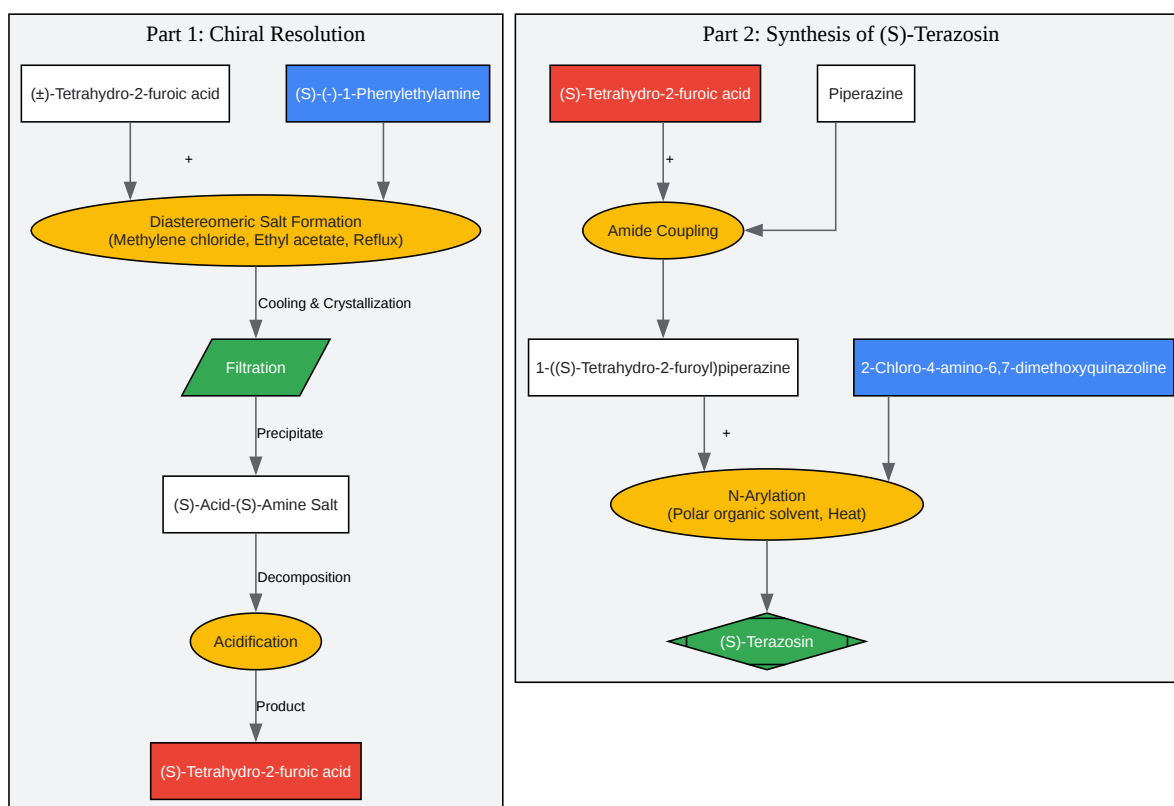 Part 1: Chiral Resolution
(±)-Tetrahydro-2-furoic acid
(S)-(-)-1-Phenylethylamine
+
Diastereomeric Salt Formation
(Methylene chloride, Ethyl acetate, Reflux)
Cooling & Crystallization
Filtration
Precipitate
(S)-Acid-(S)-Amine Salt
Decomposition
Acidification
Product
(S)-Tetrahydro-2-furoic acid
Part 2: Synthesis of (S)-Terazosin
(S)-Tetrahydro-2-furoic acid
Piperazine
+
Amide Coupling
1-((S)-Tetrahydro-2-furoyl)piperazine
2-Chloro-4-amino-6,7-dimethoxyquinazoline
+
N-Arylation
(Polar organic solvent, Heat)
(S)-Terazosin